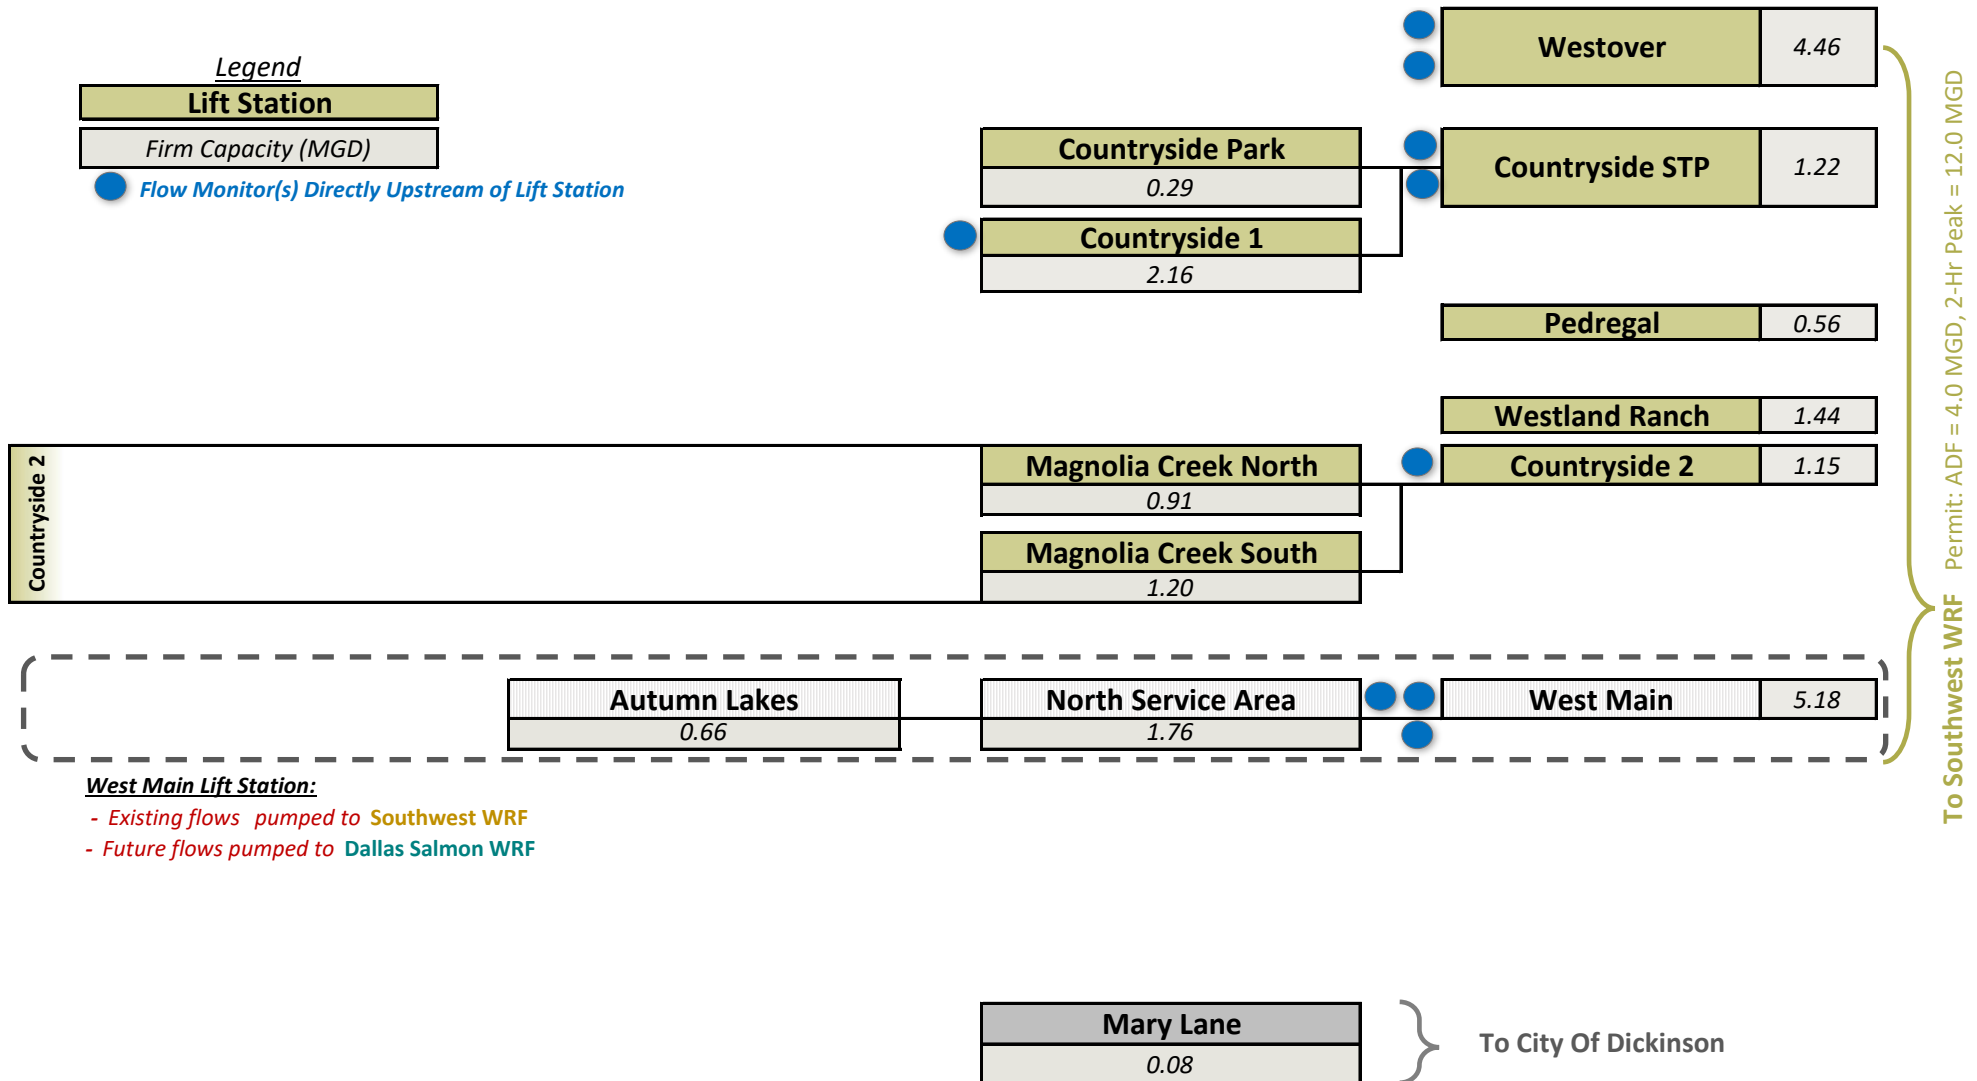 Legend
Lift Station
Firm Capacity (MGD)
Flow Monitor(s) Directly Upstream of Lift Station
Westover 4.46
Countryside Park
0.29
Countryside STP 1.22
Countryside 1
2.16
Pedregal 0.56
Westland Ranch 1.44
Countryside 2
Magnolia Creek North
0.91
Countryside 2 1.15
Magnolia Creek South
1.20
Autumn Lakes
0.66
North Service Area
1.76
West Main 5.18
To Southwest WRF Permit: ADF = 4.0 MGD, 2-Hr Peak = 12.0 MGD
West Main Lift Station:
- Existing flows pumped to Southwest WRF
- Future flows pumped to Dallas Salmon WRF
Mary Lane
0.08
To City Of Dickinson